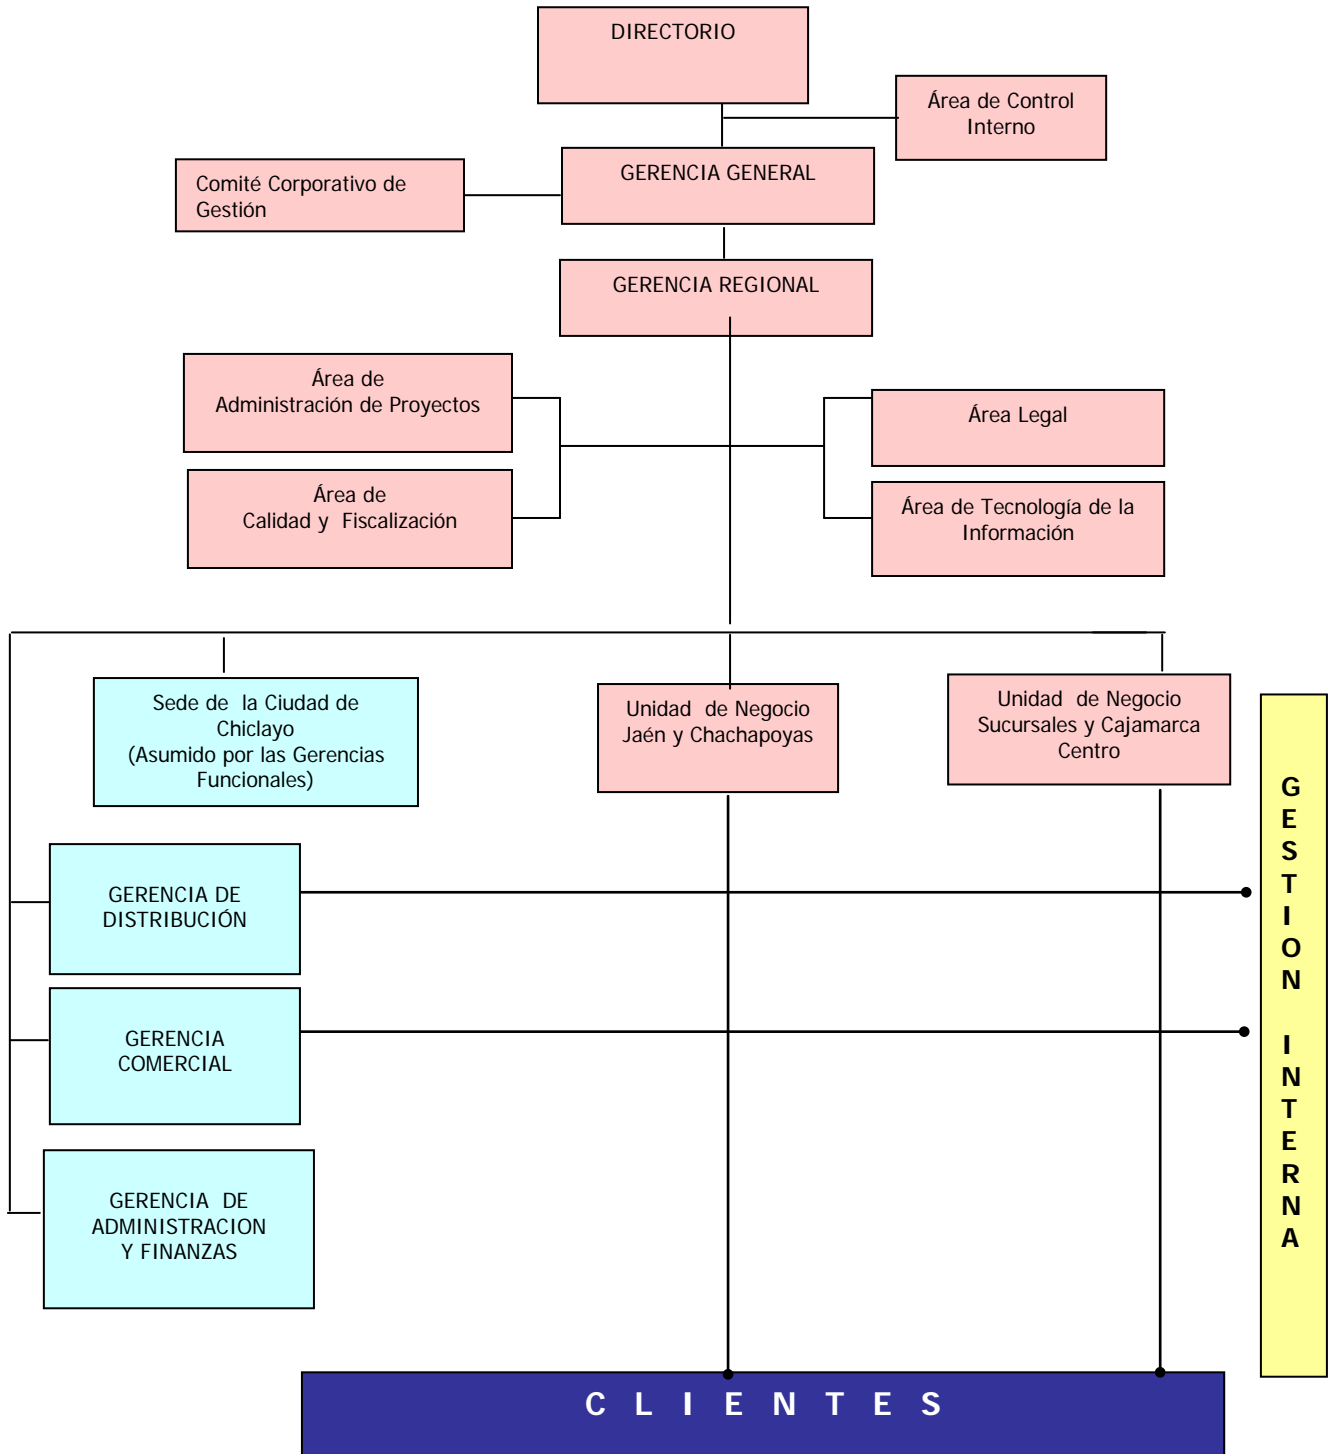 DIRECTORIO
Área de Control
Interno
GERENCIA GENERAL
Comité Corporativo de
Gestión
GERENCIA REGIONAL
Área de
Administración de Proyectos
Área Legal
Área de
Calidad y Fiscalización
Área de Tecnología de la
Información
Sede de la Ciudad de
Chiclayo
(Asumido por las Gerencias
Funcionales)
Unidad de Negocio
Jaén y Chachapoyas
Unidad de Negocio
Sucursales y Cajamarca
Centro
GERENCIA DE
DISTRIBUCIÓN
GERENCIA
COMERCIAL
GERENCIA DE
ADMINISTRACION
Y FINANZAS
GESTION INTERNA
CLIENTES